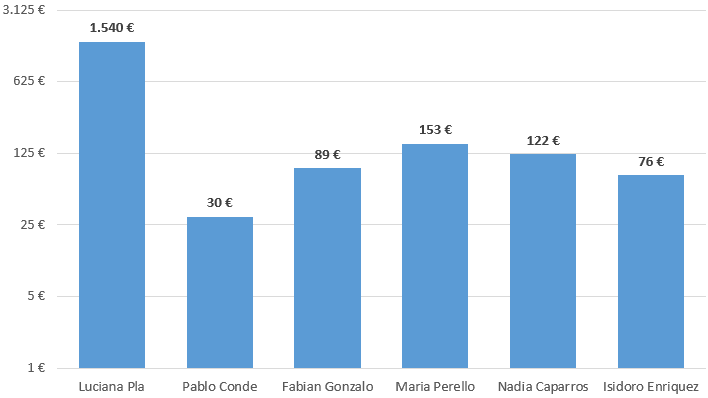 3.125 €
625 €
125 €
25 €
5 €
1 €
1.540 €
30 €
89 €
153 €
122 €
76 €
Luciana Pla
Pablo Conde
Fabian Gonzalo
Maria Perello
Nadia Caparros
Isidoro Enriquez